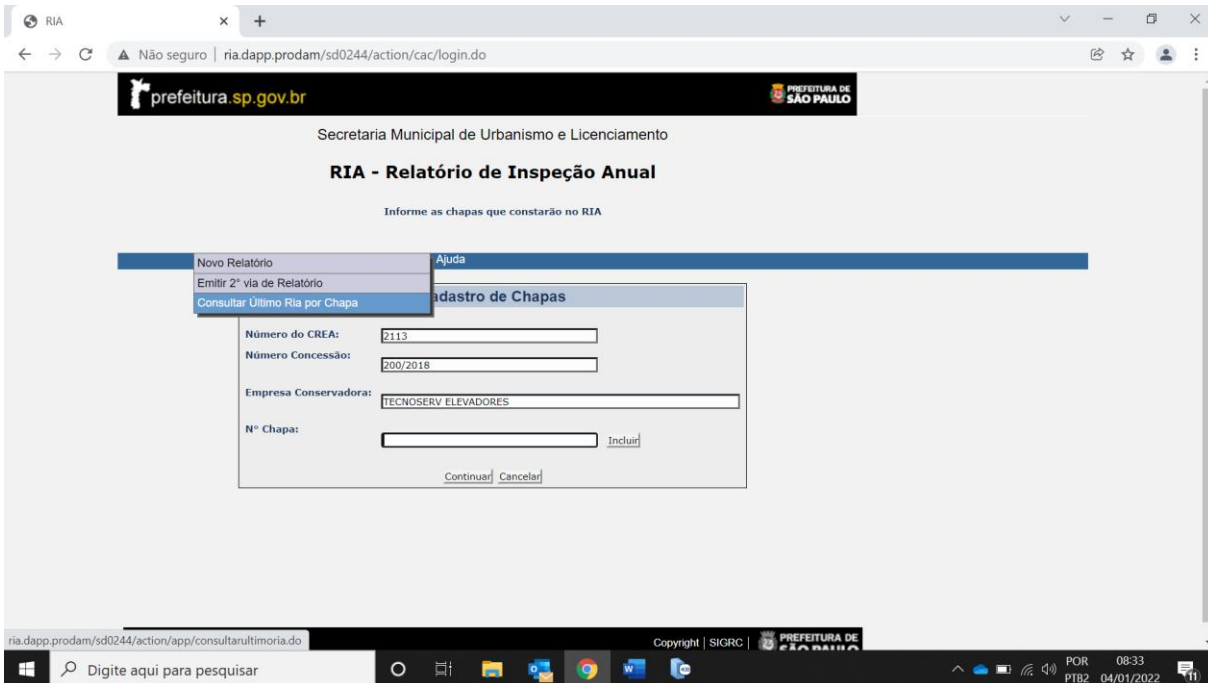 RIA
Não seguro | ria.dapp.prodam/sd0244/action/cac/login.do
prefeitura.sp.gov.br
PREFEITURA DE
SÃO PAULO
Secretaria Municipal de Urbanismo e Licenciamento
RIA - Relatório de Inspeção Anual
Informe as chapas que constarão no RIA
Novo Relatório
Ajuda
Emitir 2° via de Relatório
Consultar Último Ria por Chapa
adastro de Chapas
Número do CREA:
2113
Número Concessão:
200/2018
Empresa Conservadora:
TECNOSERV ELEVADORES
N° Chapa:
Incluir
Continuar Cancelar
ria.dapp.prodam/sd0244/action/app/consultarultimoria.do
Copyright | SIGRC |
PREFEITURA DE
SÃO PAULO
Digite aqui para pesquisar
POR
PTB2
08:33
04/01/2022
11